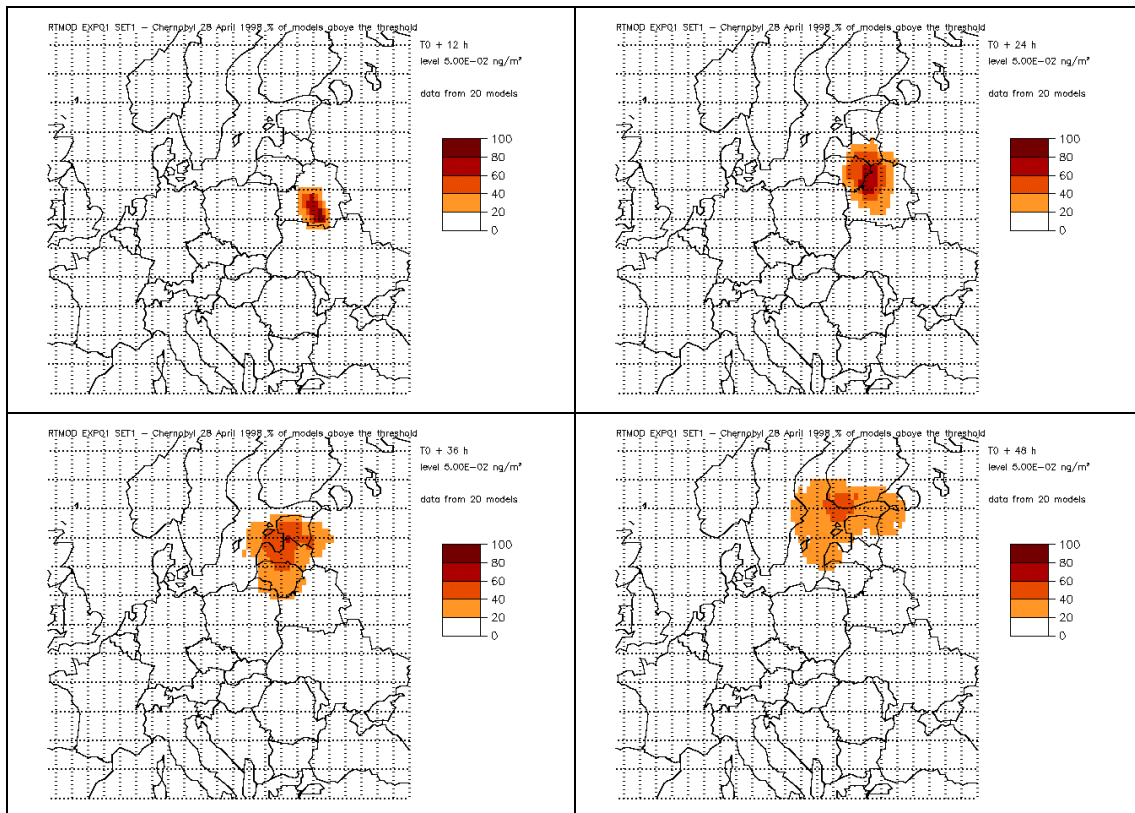 RTMOD EXP01 SET1 – Chernobyl 28 April 1998 % of models above the threshold
T0 + 12 h
level 5.00E–02 ng/m³
data from 20 models
100
80
60
40
20
0
RTMOD EXP01 SET1 – Chernobyl 28 April 1998 % of models above the threshold
T0 + 24 h
level 5.00E–02 ng/m³
data from 20 models
100
80
60
40
20
0
RTMOD EXP01 SET1 – Chernobyl 28 April 1998 % of models above the threshold
T0 + 36 h
level 5.00E–02 ng/m³
data from 20 models
100
80
60
40
20
0
RTMOD EXP01 SET1 – Chernobyl 28 April 1998 % of models above the threshold
T0 + 48 h
level 5.00E–02 ng/m³
data from 20 models
100
80
60
40
20
0